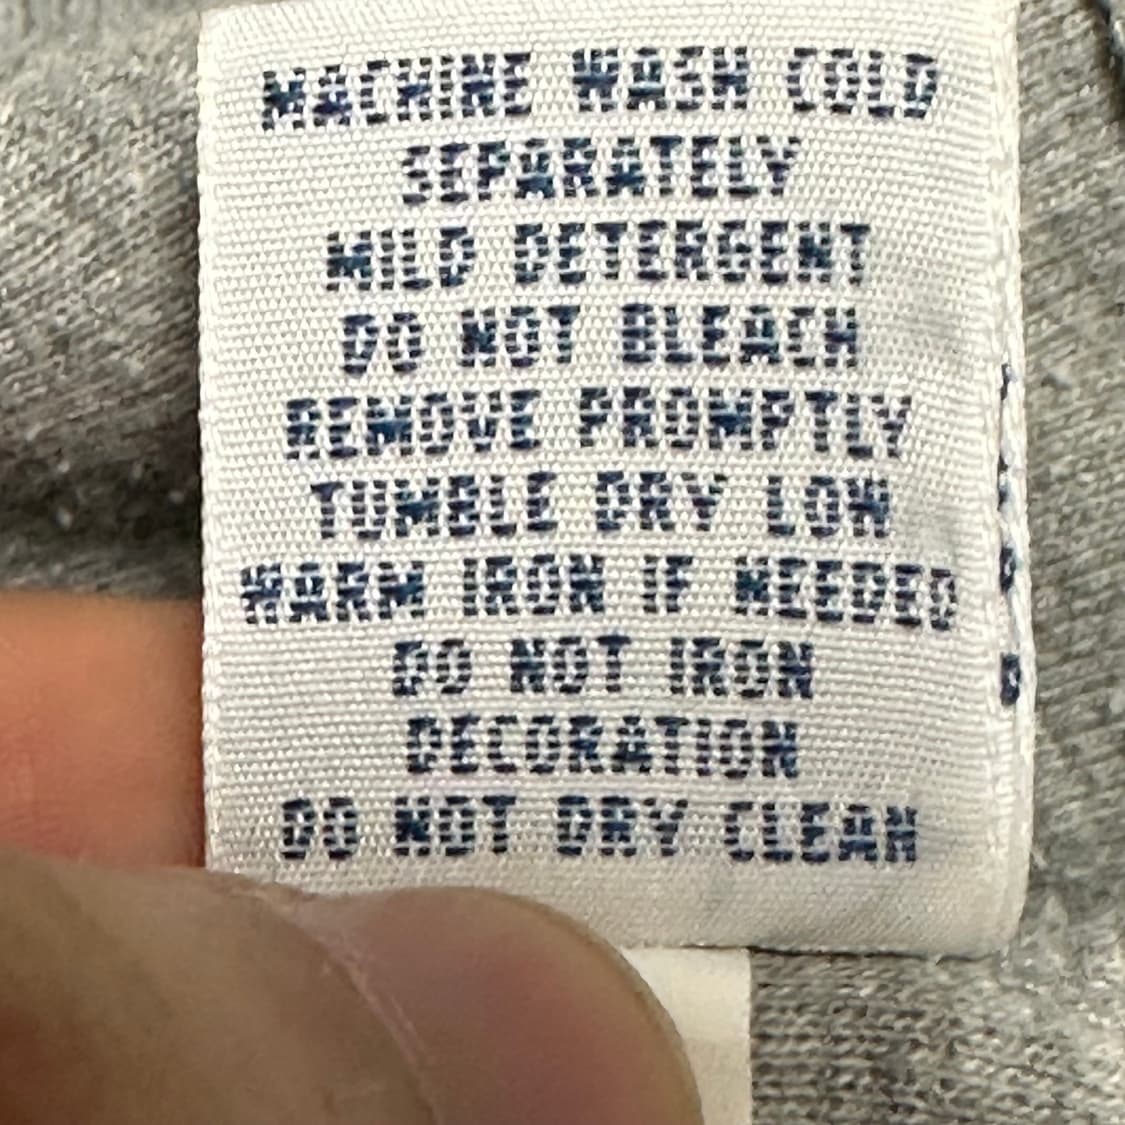 MACHINE WASH COLD
SEPARATELY
MILD DETERGENT
DO NOT BLEACH
REMOVE PROMPTLY
TUMBLE DRY LOW
WARM IRON IF NEEDED
DO NOT IRON
DECORATION
DO NOT DRY CLEAN